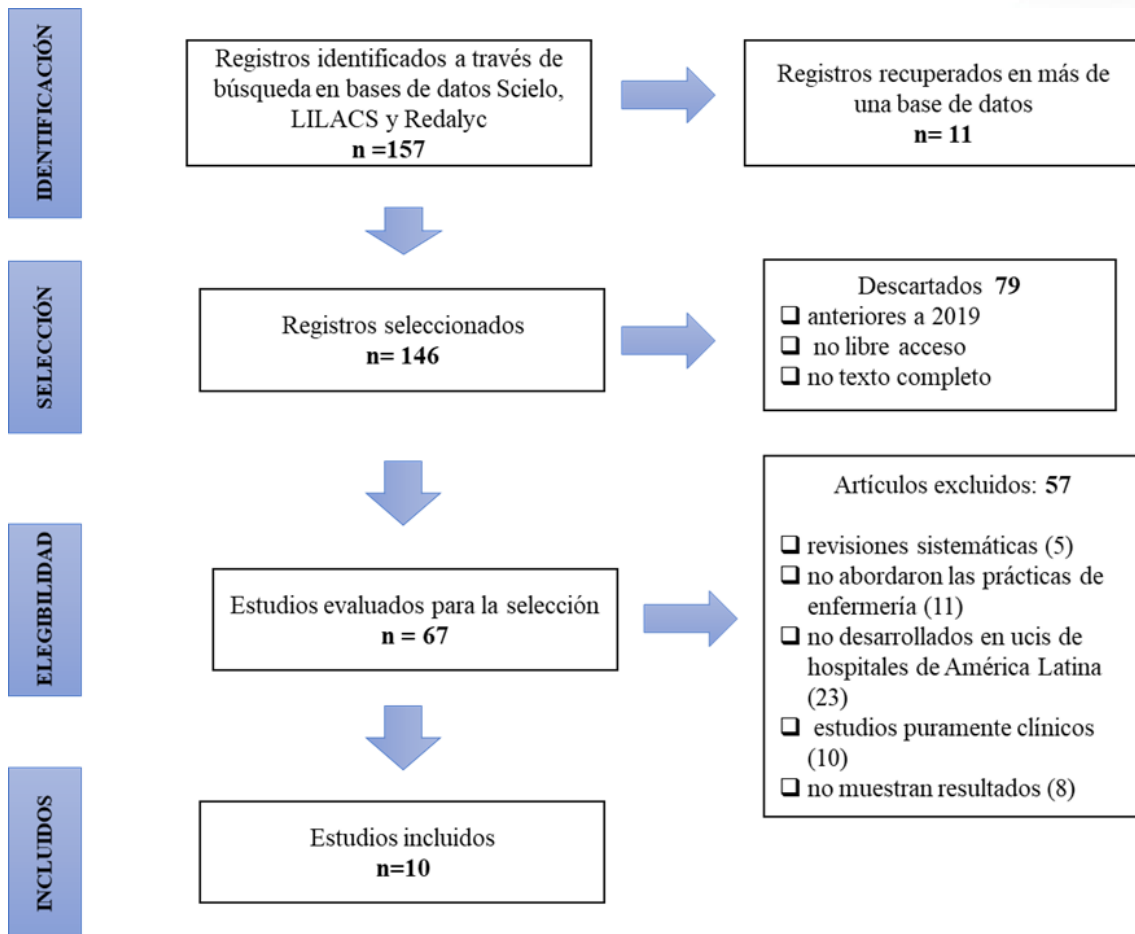 IDENTIFICACIÓN
Registros identificados a través de
búsqueda en bases de datos Scielo,
LILACS y Redalyc
n =157
Registros recuperados en más de
una base de datos
n= 11
SELECCIÓN
Registros seleccionados
n= 146
Descartados 79
anteriores a 2019
no libre acceso
no texto completo
ELEGIBILIDAD
Estudios evaluados para la selección
n = 67
Artículos excluidos: 57
revisiones sistemáticas (5)
no abordaron las prácticas de
enfermería (11)
no desarrollados en ucis de
hospitales de América Latina
(23)
estudios puramente clínicos
(10)
no muestran resultados (8)
INCLUIDOS
Estudios incluidos
n=10